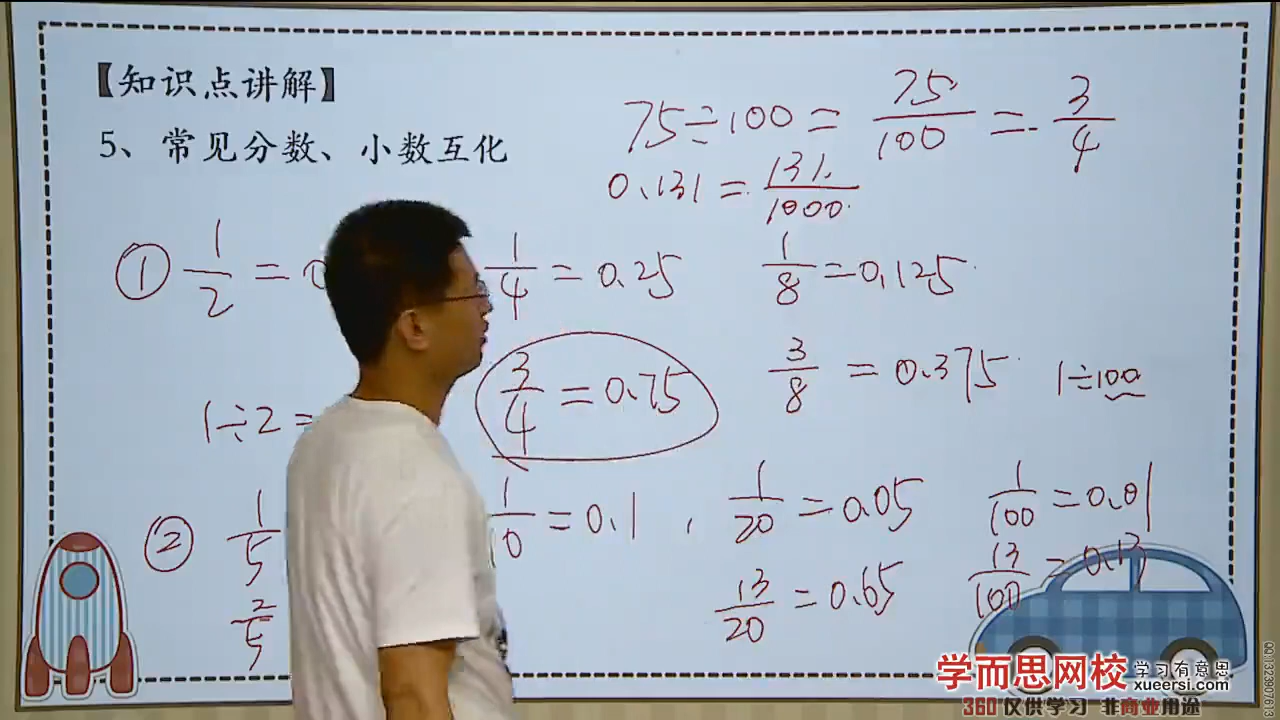 【知识点讲解】
5、常见分数、小数互化
75÷100 = 75/100 = 3/4
0.131 = 131/1000
① 1/2 =
1/4 = 0.25
1/8 = 0.125
1÷2 =
3/4 = 0.75
3/8 = 0.375
1÷100
② 1/5
1/10 = 0.1 ,
1/20 = 0.05
1/100 = 0.01
2/5
13/20 = 0.65
13/100 = 0.13
学而思网校 学习有意思
xueersi.com
360°仅供学习 非商业用途